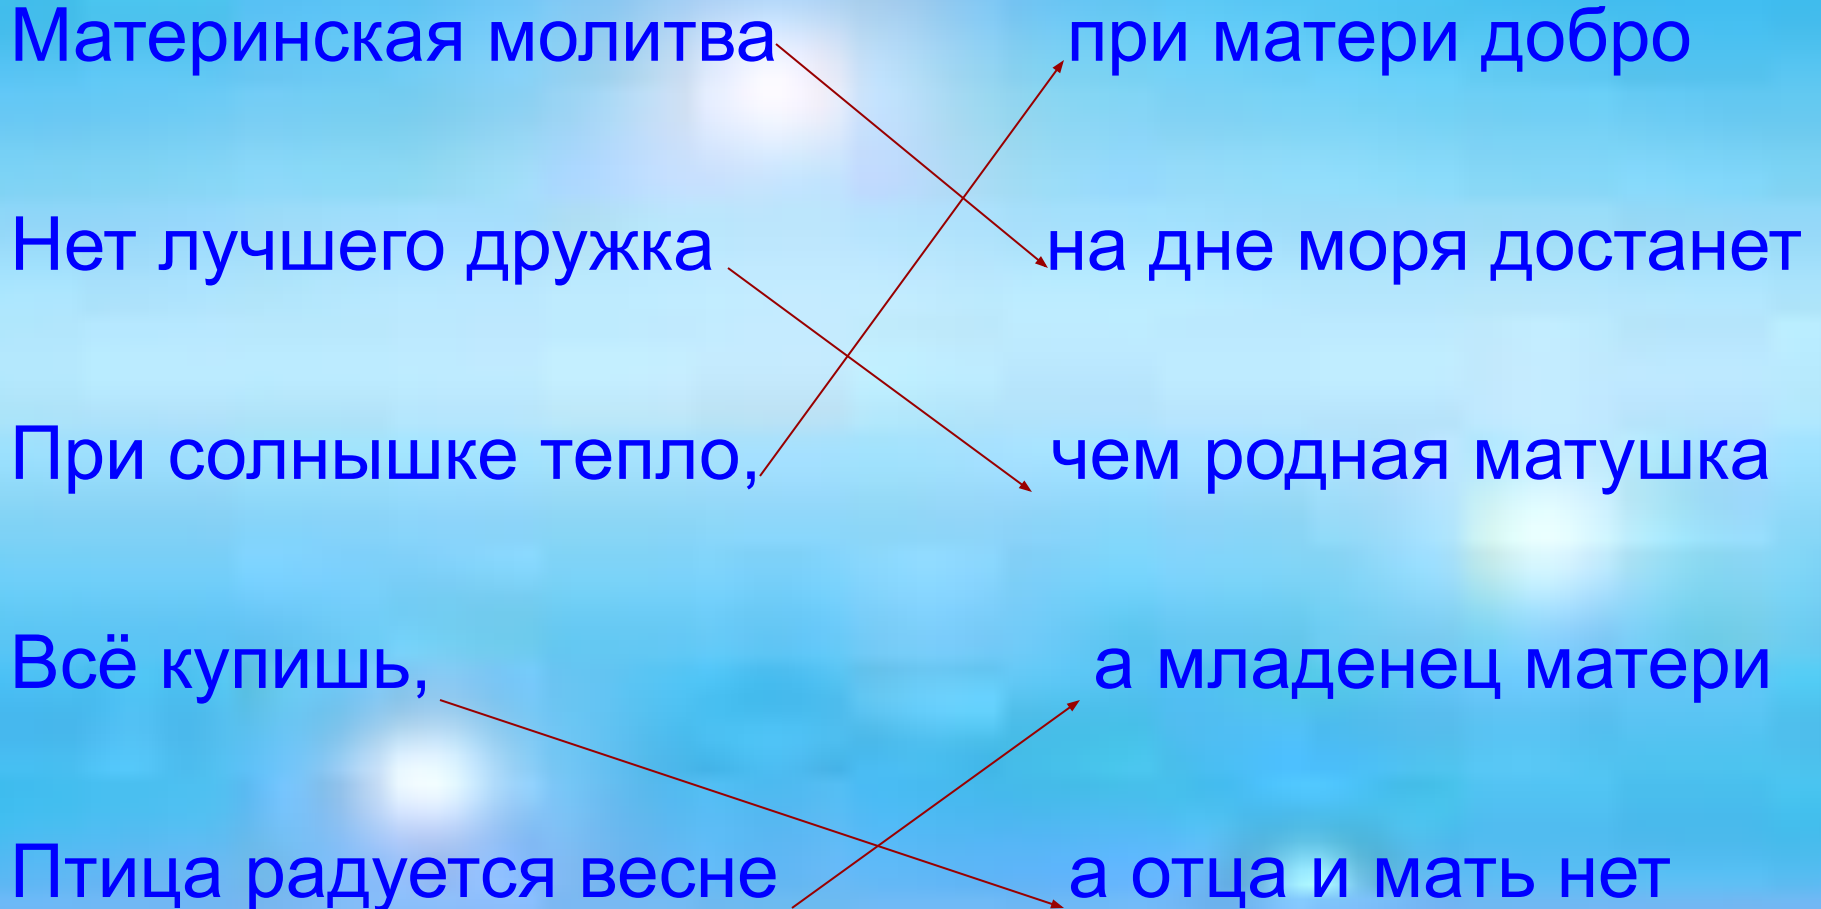 Материнская молитва
при матери добро
Нет лучшего дружка
на дне моря достанет
При солнышке тепло,
чем родная матушка
Всё купишь,
а младенец матери
Птица радуется весне
а отца и мать нет